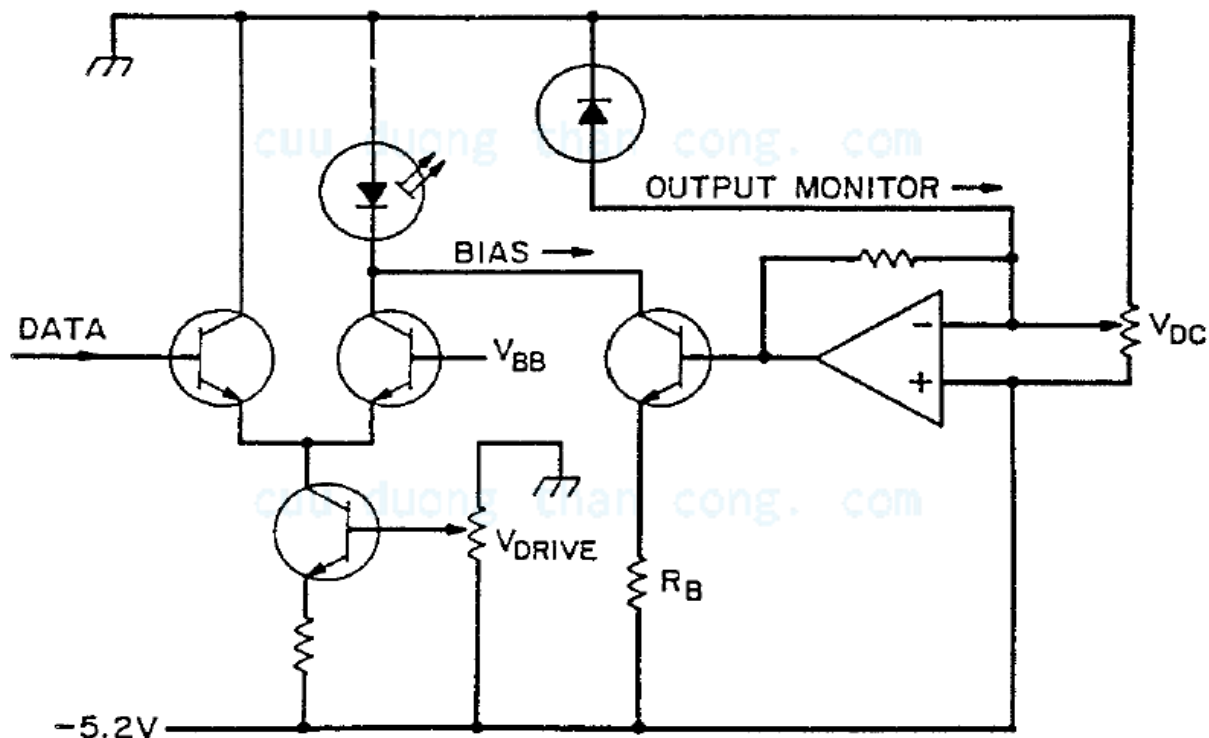 cuu duong than cong. com
OUTPUT MONITOR
BIAS
DATA
V_BB
V_DC
-
+
cuu duong than cong. com
V_DRIVE
R_B
-5.2V